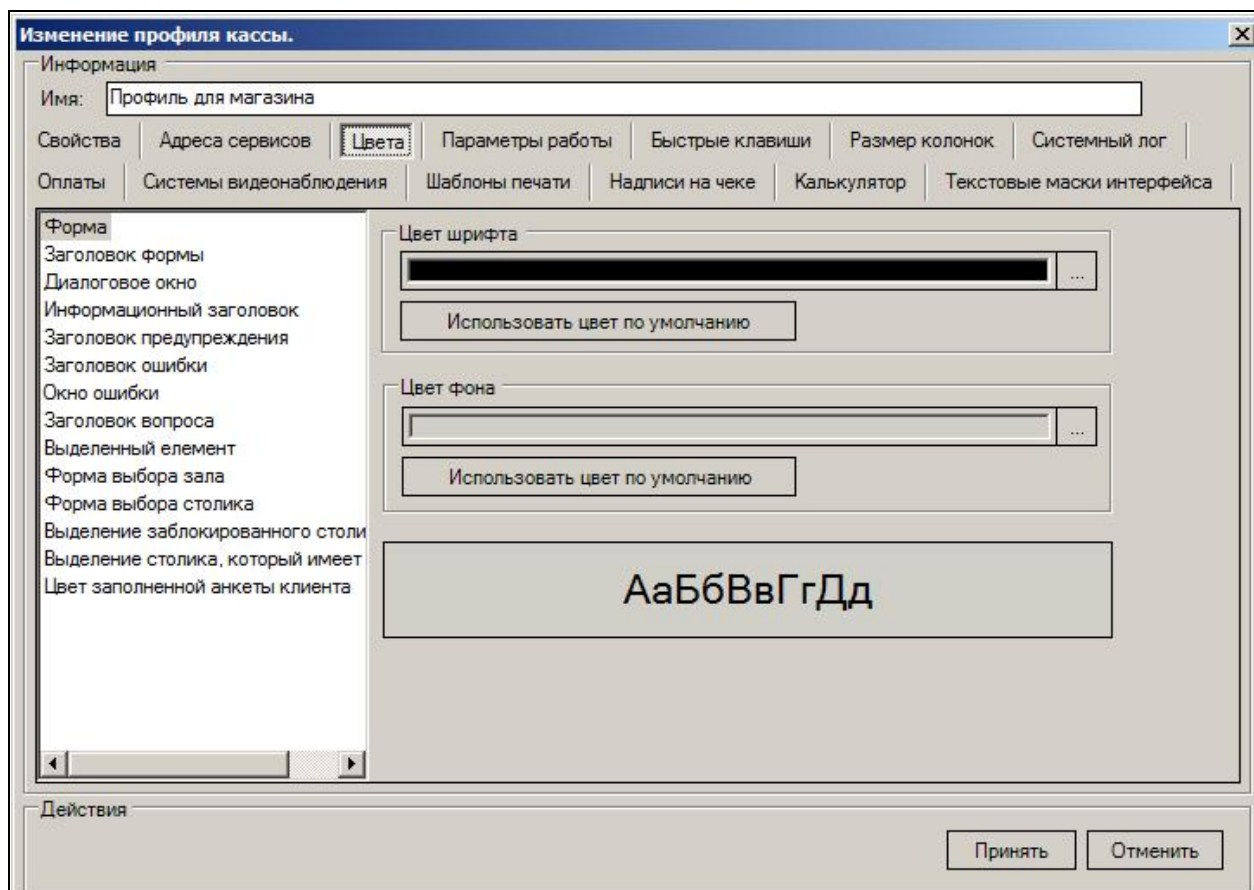 Изменение профиля кассы.
Информация
Имя: Профиль для магазина
Свойства Адреса сервисов Цвета Параметры работы Быстрые клавиши Размер колонок Системный лог
Оплаты Системы видеонаблюдения Шаблоны печати Надписи на чеке Калькулятор Текстовые маски интерфейса
Форма
Заголовок формы
Диалоговое окно
Информационный заголовок
Заголовок предупреждения
Заголовок ошибки
Окно ошибки
Заголовок вопроса
Выделенный елемент
Форма выбора зала
Форма выбора столика
Выделение заблокированного столи
Выделение столика, который имеет
Цвет заполненной анкеты клиента
Цвет шрифта
...
Использовать цвет по умолчанию
Цвет фона
...
Использовать цвет по умолчанию
АаБбВвГгДд
Действия
Принять Отменить